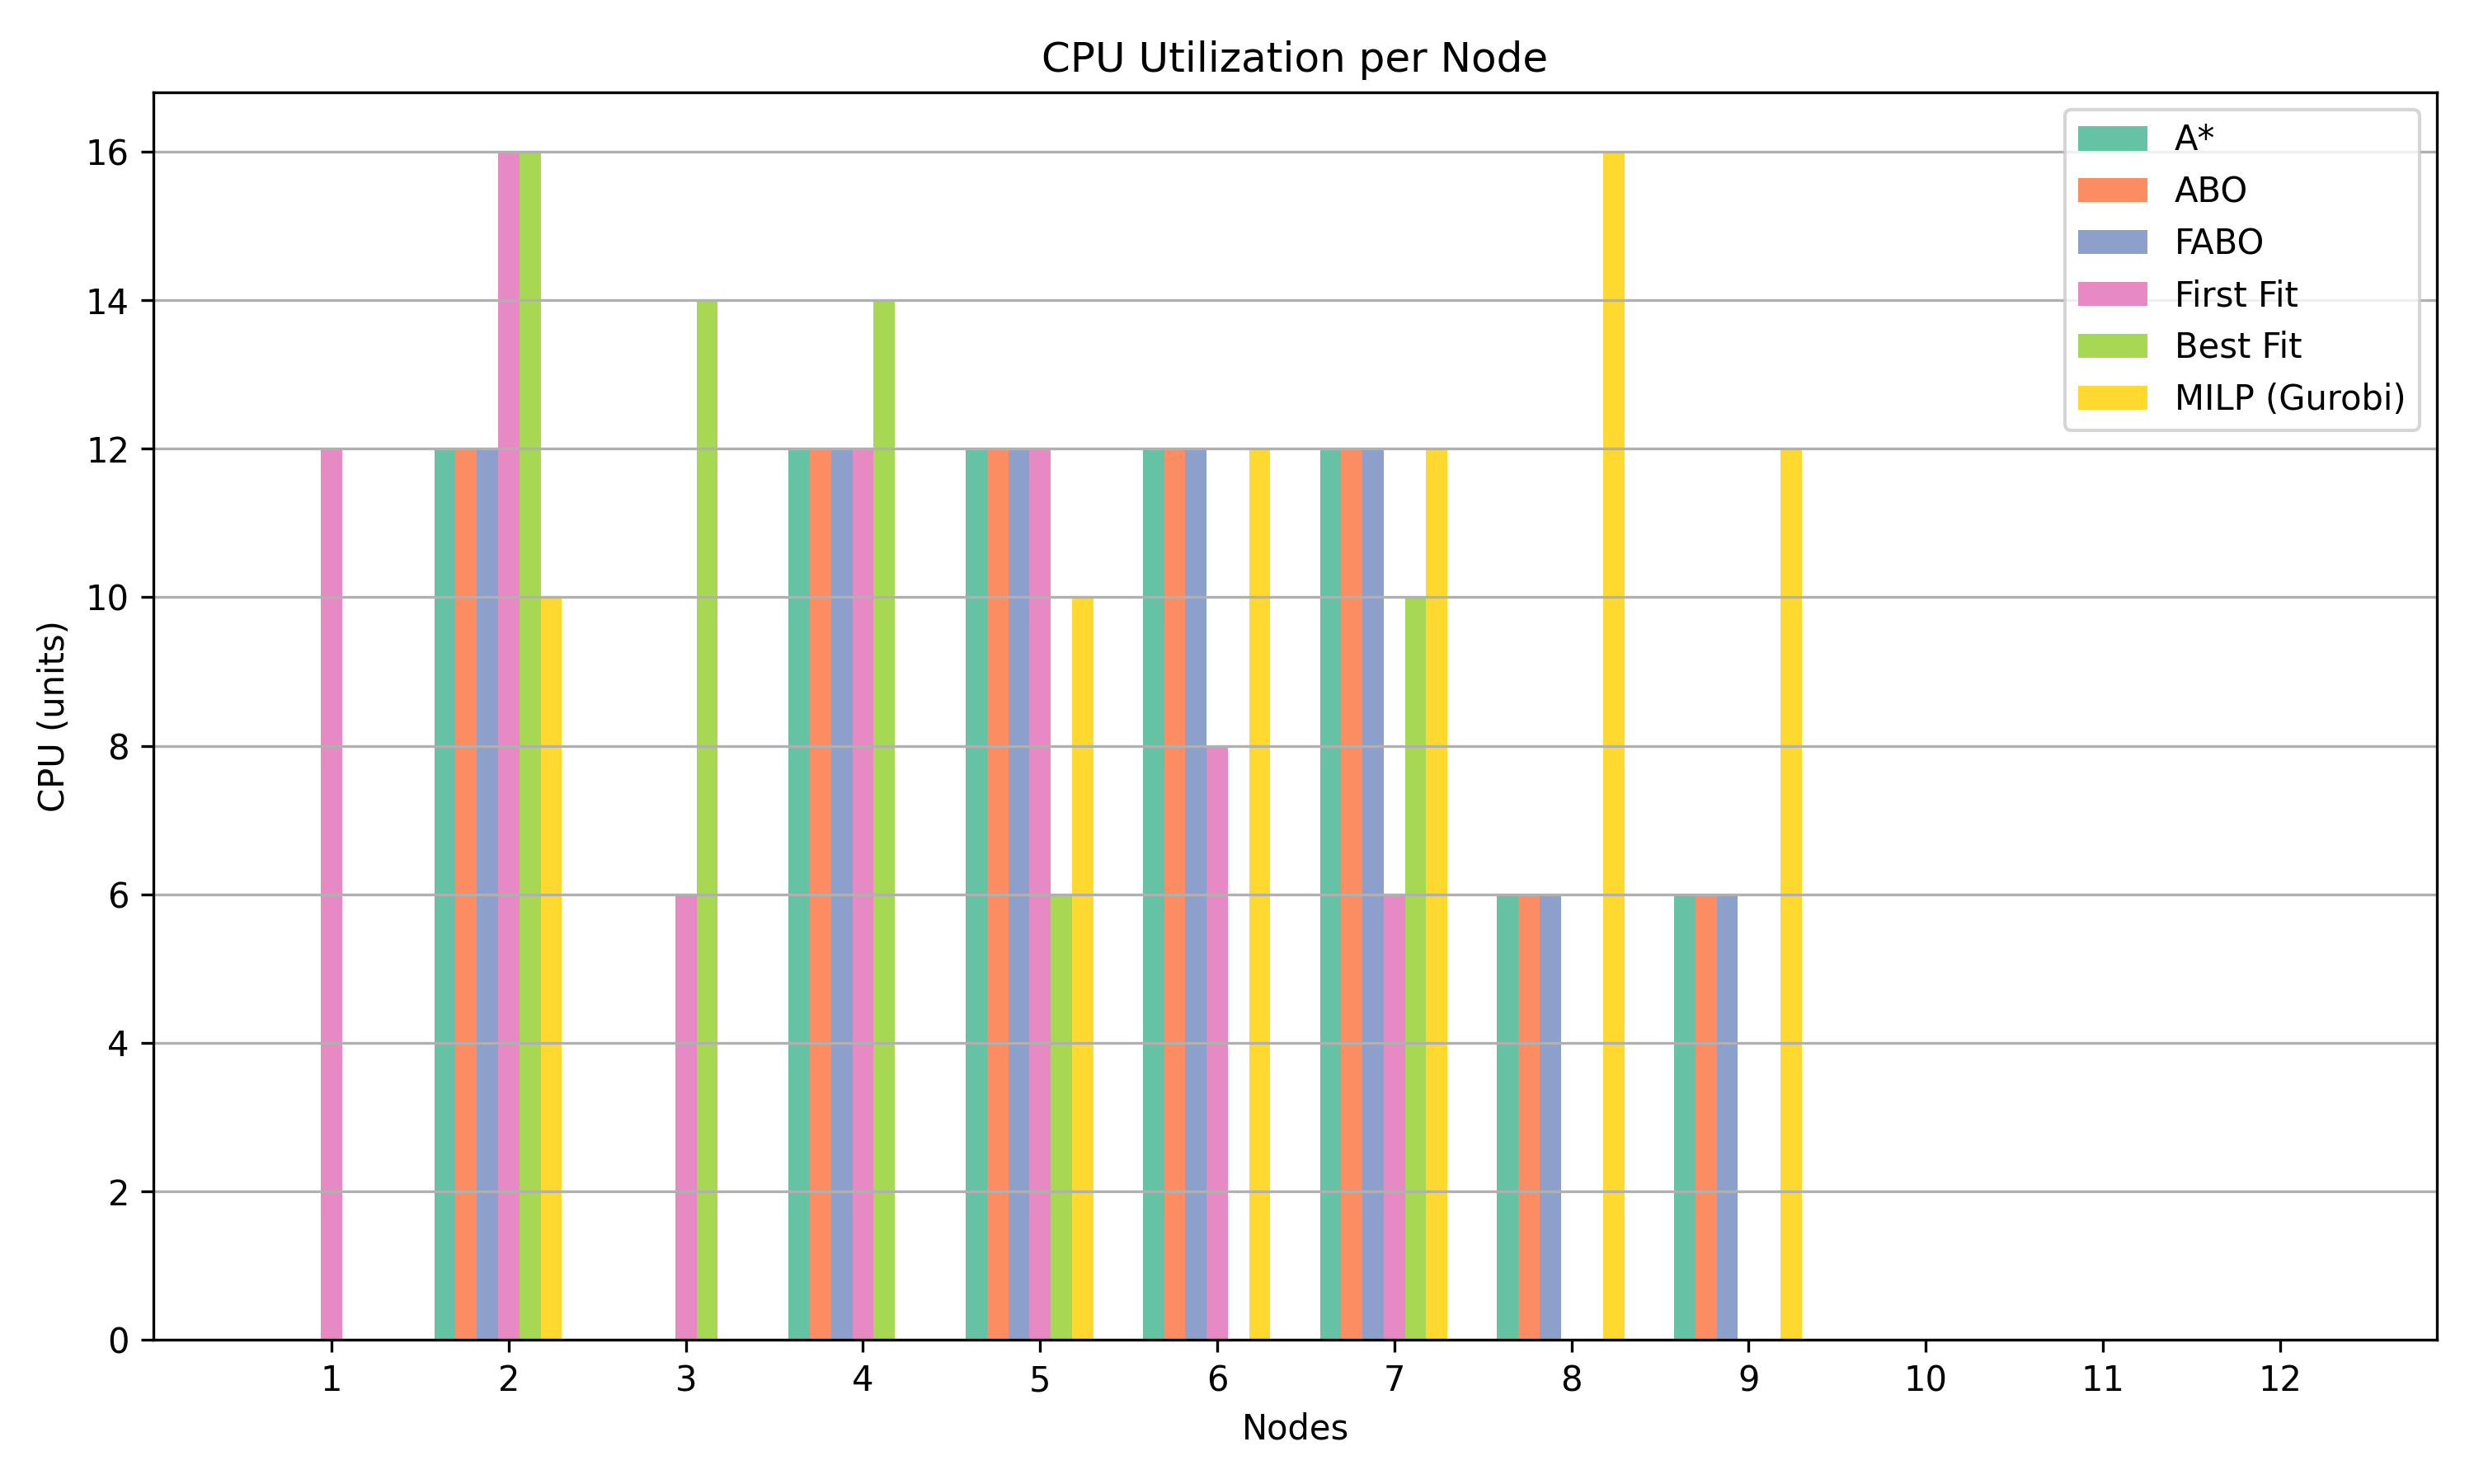 CPU Utilization per Node
16
14
12
10
8
6
4
2
0
CPU (units)
A*
ABO
FABO
First Fit
Best Fit
MILP (Gurobi)
1 2 3 4 5 6 7 8 9 10 11 12
Nodes